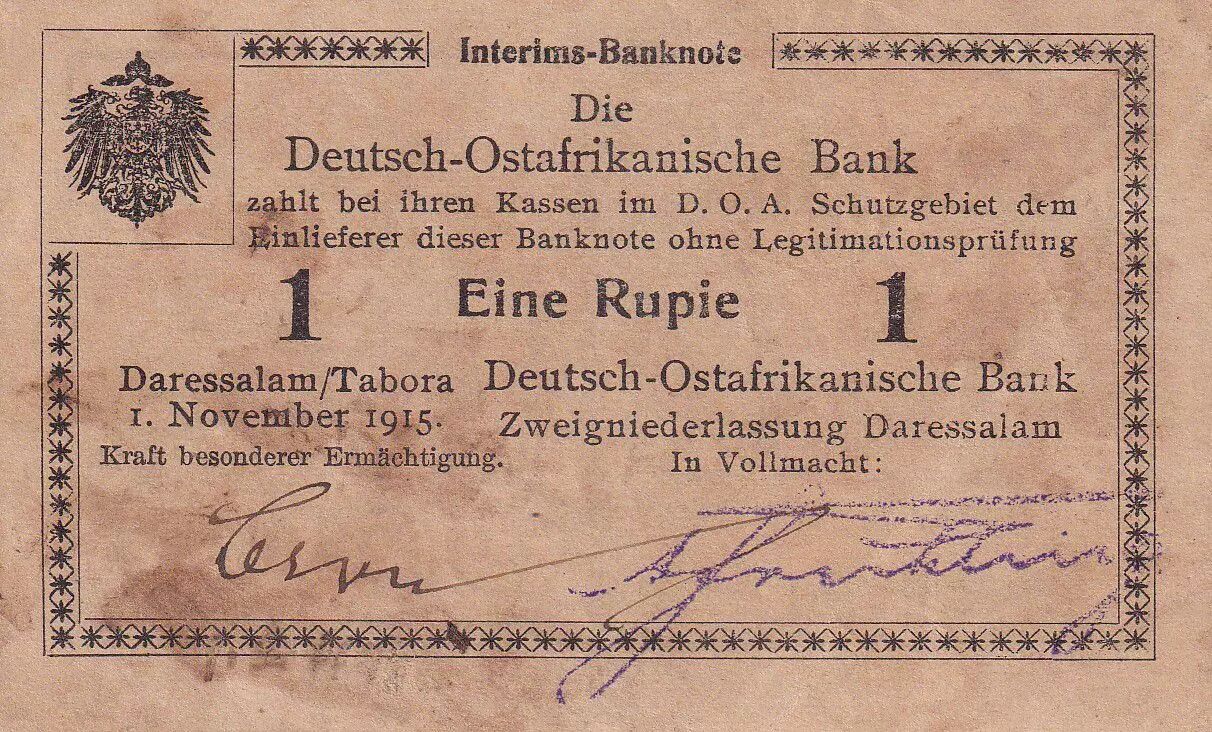 Interims-Banknote
Die
Deutsch-Ostafrikanische Bank
zahlt bei ihren Kassen im D. O. A. Schutzgebiet dem
Einlieferer dieser Banknote ohne Legitimationsprüfung
1 Eine Rupie 1
Daressalam/Tabora
1. November 1915.
Kraft besonderer Ermächtigung.
Deutsch-Ostafrikanische Bank
Zweigniederlassung Daressalam
In Vollmacht: